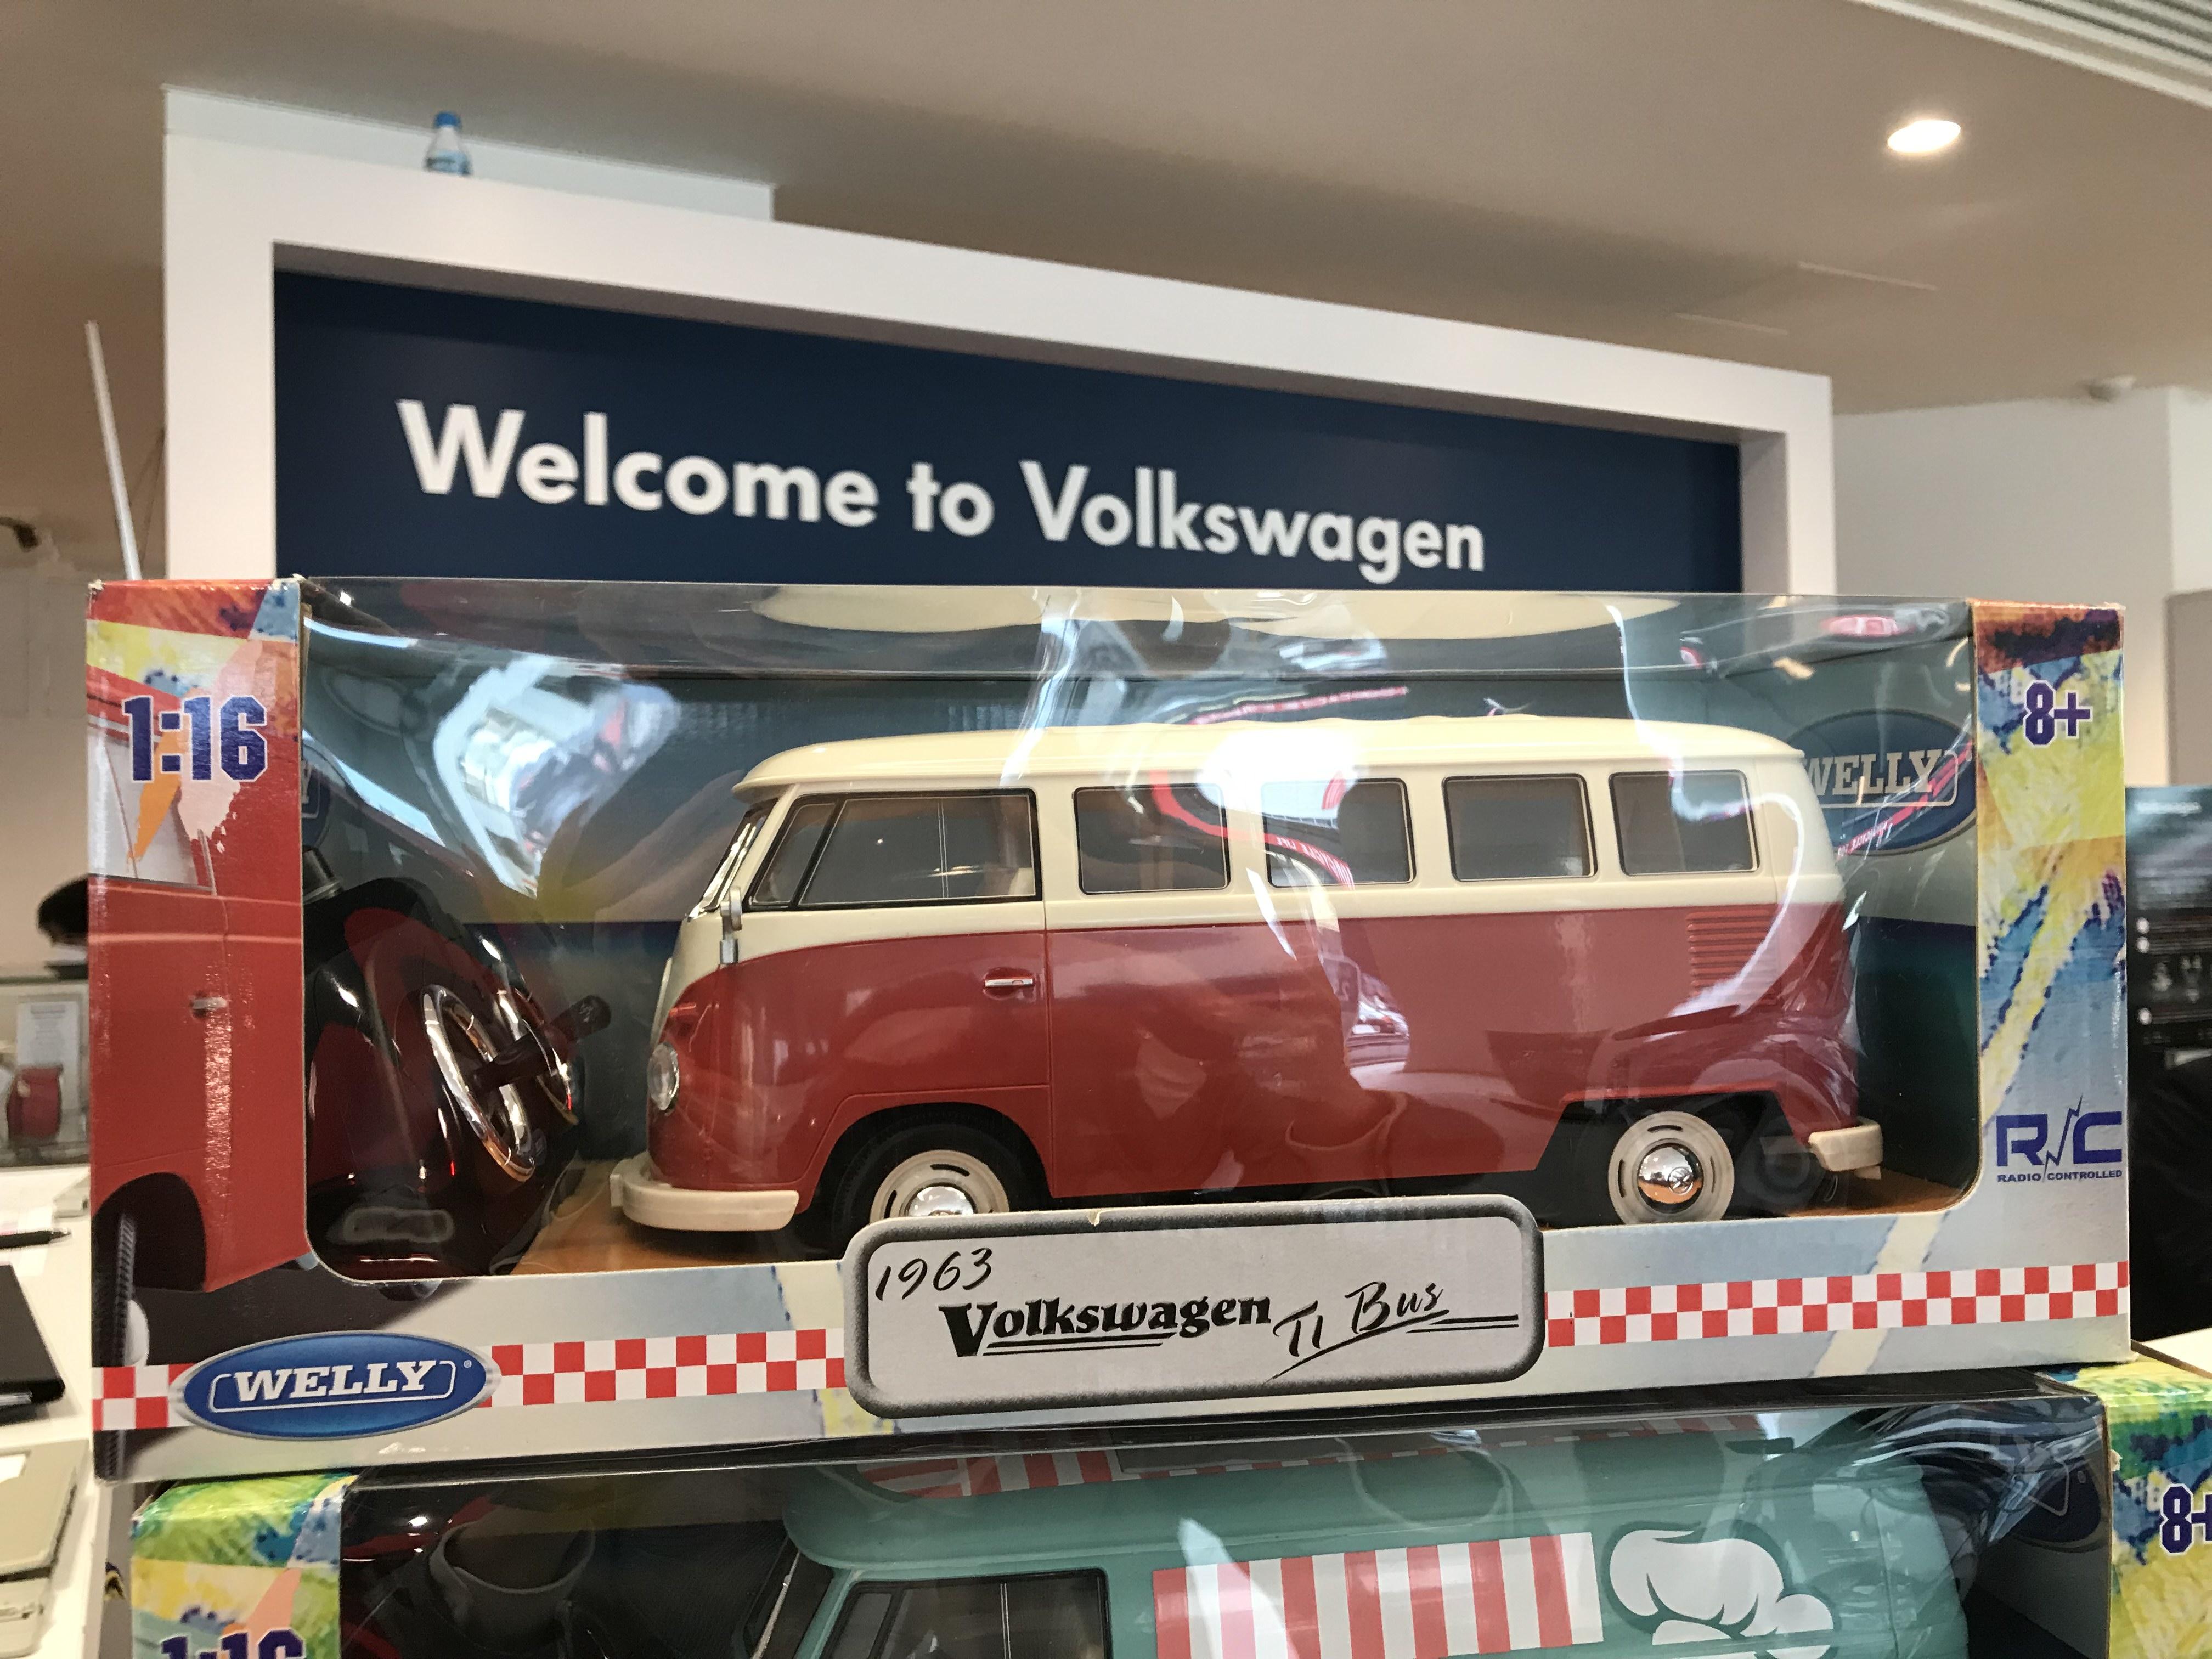 Welcome to Volkswagen
1:16
8+
WELLY
R/C
RADIO CONTROLLED
1963
Volkswagen T1 Bus
WELLY
8+
1:16